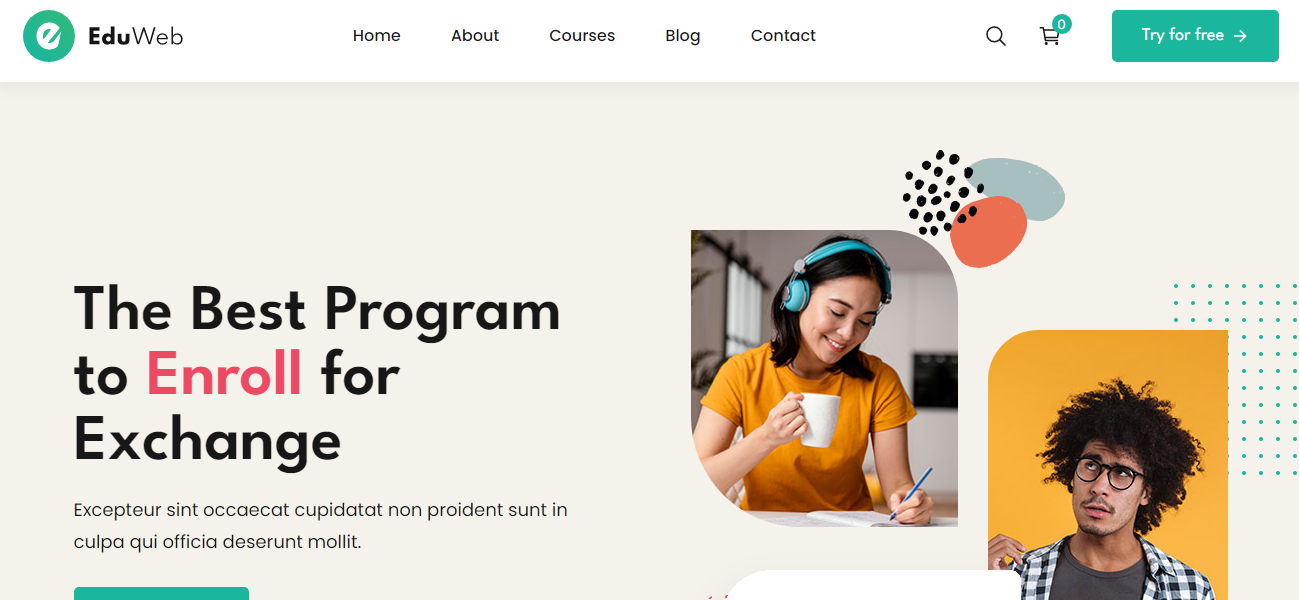 EduWeb
Home
About
Courses
Blog
Contact
0
Try for free
The Best Program
to Enroll for
Exchange
Excepteur sint occaecat cupidatat non proident sunt in
culpa qui officia deserunt mollit.